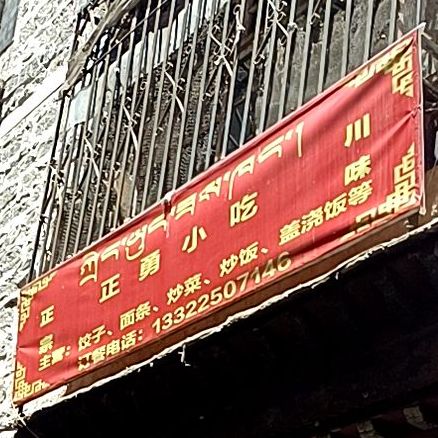 正勇小吃
正宗
川味
主营：饺子、面条、炒菜、炒饭、盖浇饭等
订餐电话：13322507146